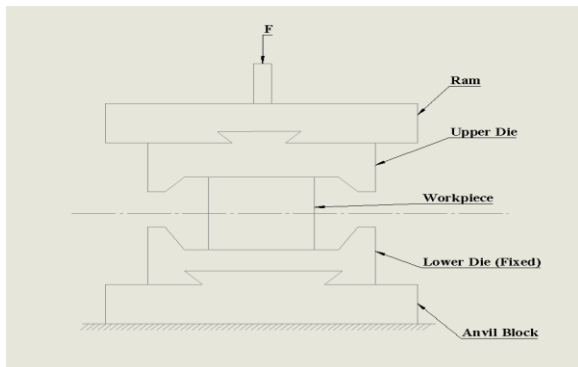 F
Ram
Upper Die
Workpiece
Lower Die (Fixed)
Anvil Block